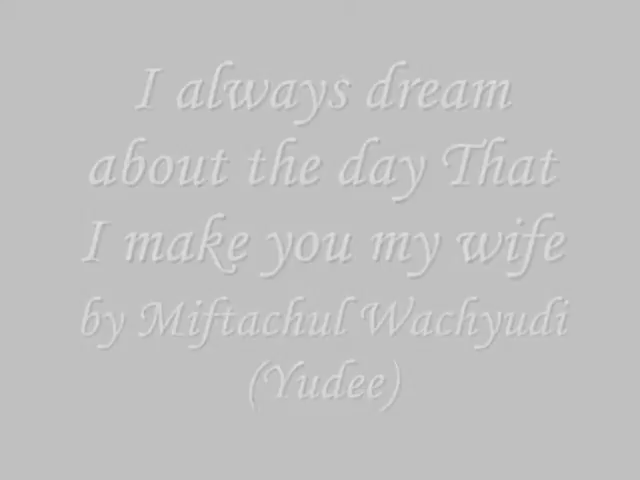 I always dream
about the day That
I make you my wife
by Miftachul Wachyudi
(Yudee)